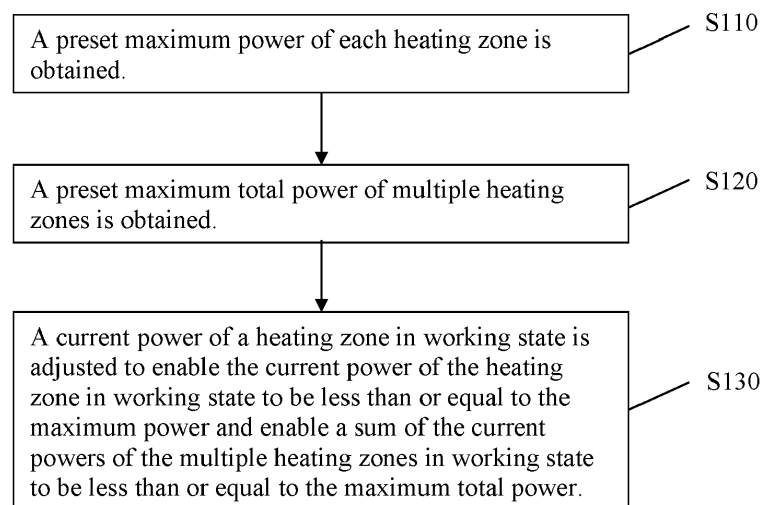 A preset maximum power of each heating zone is
obtained.
S110
A preset maximum total power of multiple heating
zones is obtained.
S120
A current power of a heating zone in working state is
adjusted to enable the current power of the heating
zone in working state to be less than or equal to the
maximum power and enable a sum of the current
powers of the multiple heating zones in working state
to be less than or equal to the maximum total power.
S130